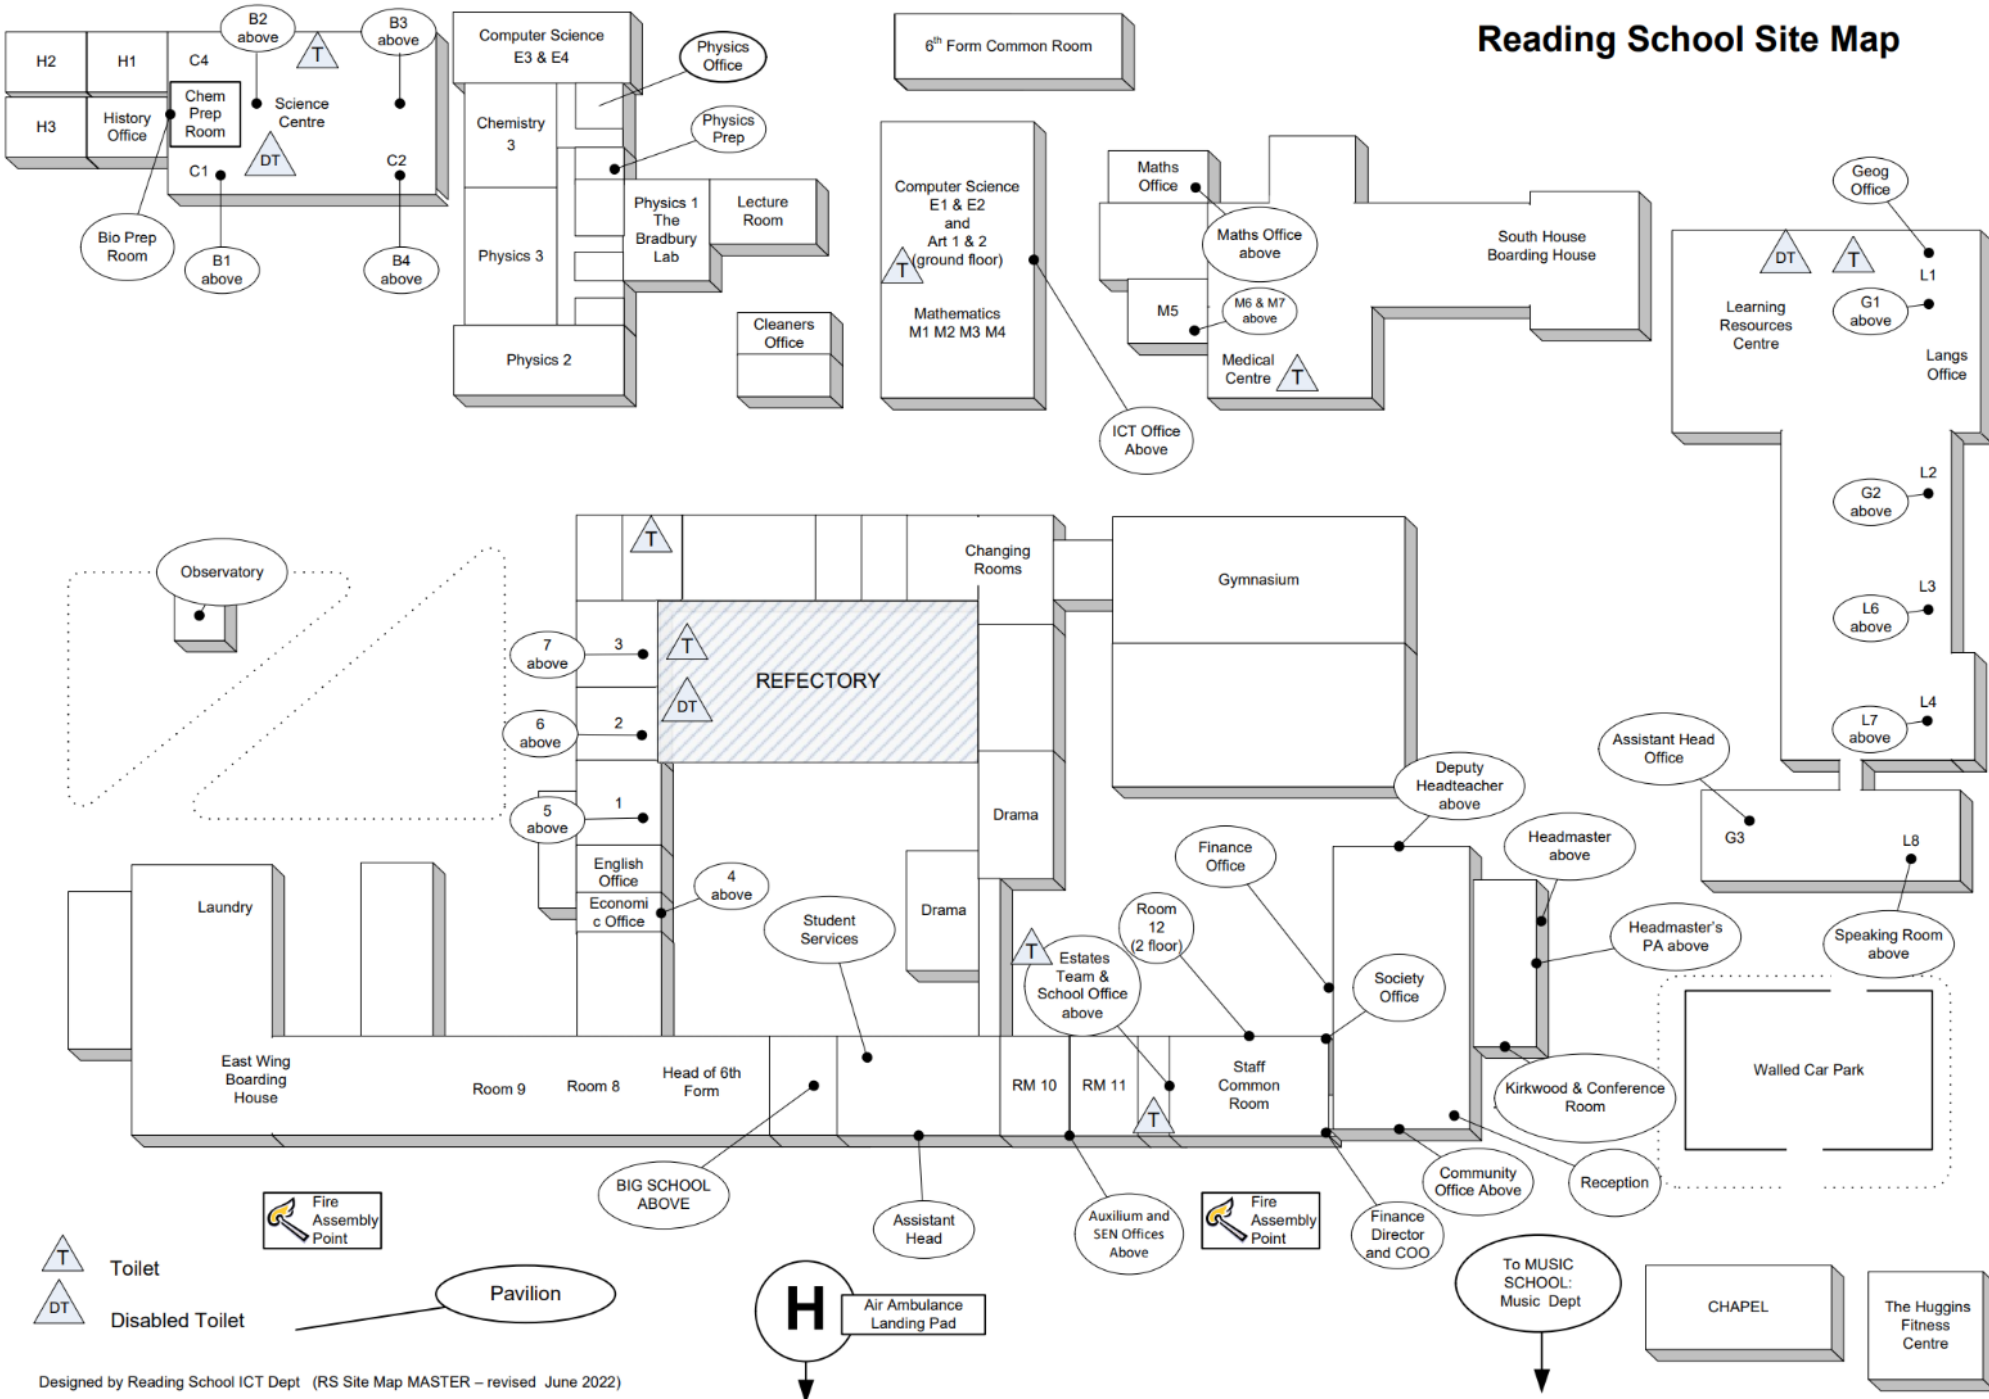 Reading School Site Map
B2
above
B3
above
H2
H1
C4
T
H3
History
Office
Chem
Prep
Room
Science
Centre
DT
C1
C2
Bio Prep
Room
B1
above
B4
above
Computer Science
E3 & E4
Physics
Office
Chemistry
3
Physics
Prep
Physics 3
Physics 1
The
Bradbury
Lab
Lecture
Room
Physics 2
Cleaners
Office
6th Form Common Room
Computer Science
E1 & E2
and
Art 1 & 2
(ground floor)
T
Mathematics
M1 M2 M3 M4
ICT Office
Above
Maths
Office
Maths Office
above
M5
M6 & M7
above
Medical
Centre
T
South House
Boarding House
Geog
Office
DT
T
L1
G1
above
Learning
Resources
Centre
Langs
Office
L2
G2
above
L3
L6
above
L4
L7
above
Assistant Head
Office
G3
L8
Speaking Room
above
Observatory
T
Changing
Rooms
Gymnasium
7
above
3
T
REFECTORY
DT
6
above
2
5
above
1
English
Office
Economi
c Office
4
above
Drama
Drama
Student
Services
T
Estates
Team &
School Office
above
Room
12
(2 floor)
Finance
Office
Deputy
Headteacher
above
Headmaster
above
Headmaster's
PA above
Society
Office
Kirkwood & Conference
Room
Walled Car Park
Laundry
East Wing
Boarding
House
Room 9
Room 8
Head of 6th
Form
RM 10
RM 11
T
Staff
Common
Room
BIG SCHOOL
ABOVE
Assistant
Head
Auxilium and
SEN Offices
Above
Finance
Director
and COO
Community
Office Above
Reception
Fire
Assembly
Point
Fire
Assembly
Point
T
Toilet
DT
Disabled Toilet
Pavilion
H
Air Ambulance
Landing Pad
To MUSIC
SCHOOL:
Music Dept
CHAPEL
The Huggins
Fitness
Centre
Designed by Reading School ICT Dept (RS Site Map MASTER – revised June 2022)